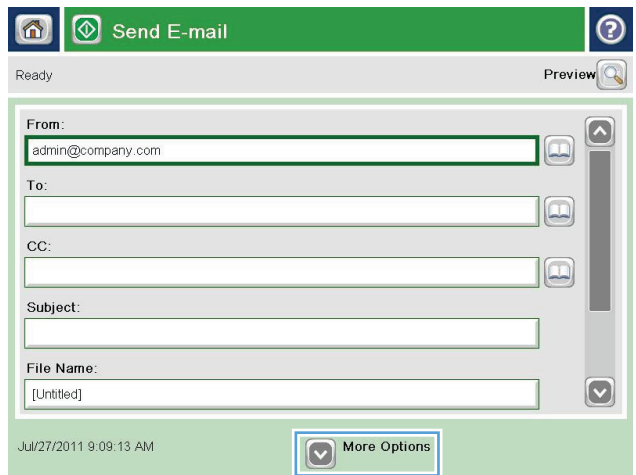 Send E-mail
?
Ready
Preview
From:
admin@company.com
To:
CC:
Subject:
File Name:
[Untitled]
Jul/27/2011 9:09:13 AM
More Options